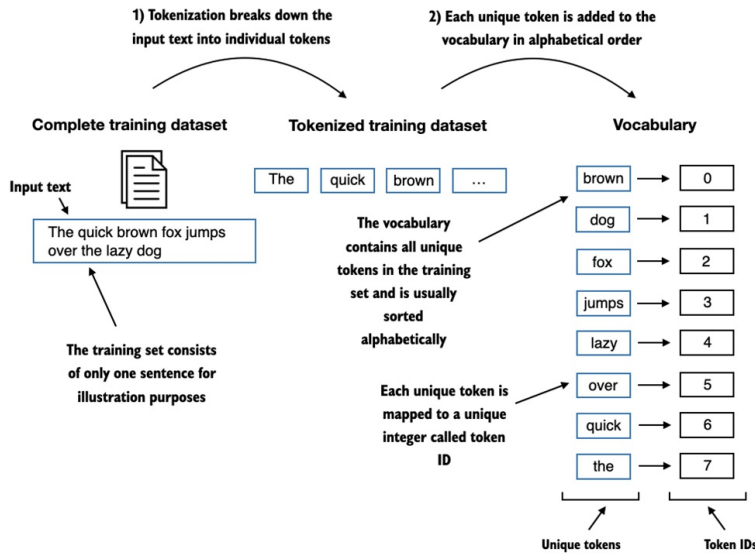 1) Tokenization breaks down the
input text into individual tokens
2) Each unique token is added to the
vocabulary in alphabetical order
Complete training dataset
Tokenized training dataset
Vocabulary
Input text
The quick brown fox jumps
over the lazy dog
The training set consists
of only one sentence for
illustration purposes
The
quick
brown
...
The vocabulary
contains all unique
tokens in the training
set and is usually
sorted
alphabetically
Each unique token is
mapped to a unique
integer called token
ID
brown 0
dog 1
fox 2
jumps 3
lazy 4
over 5
quick 6
the 7
Unique tokens
Token IDs